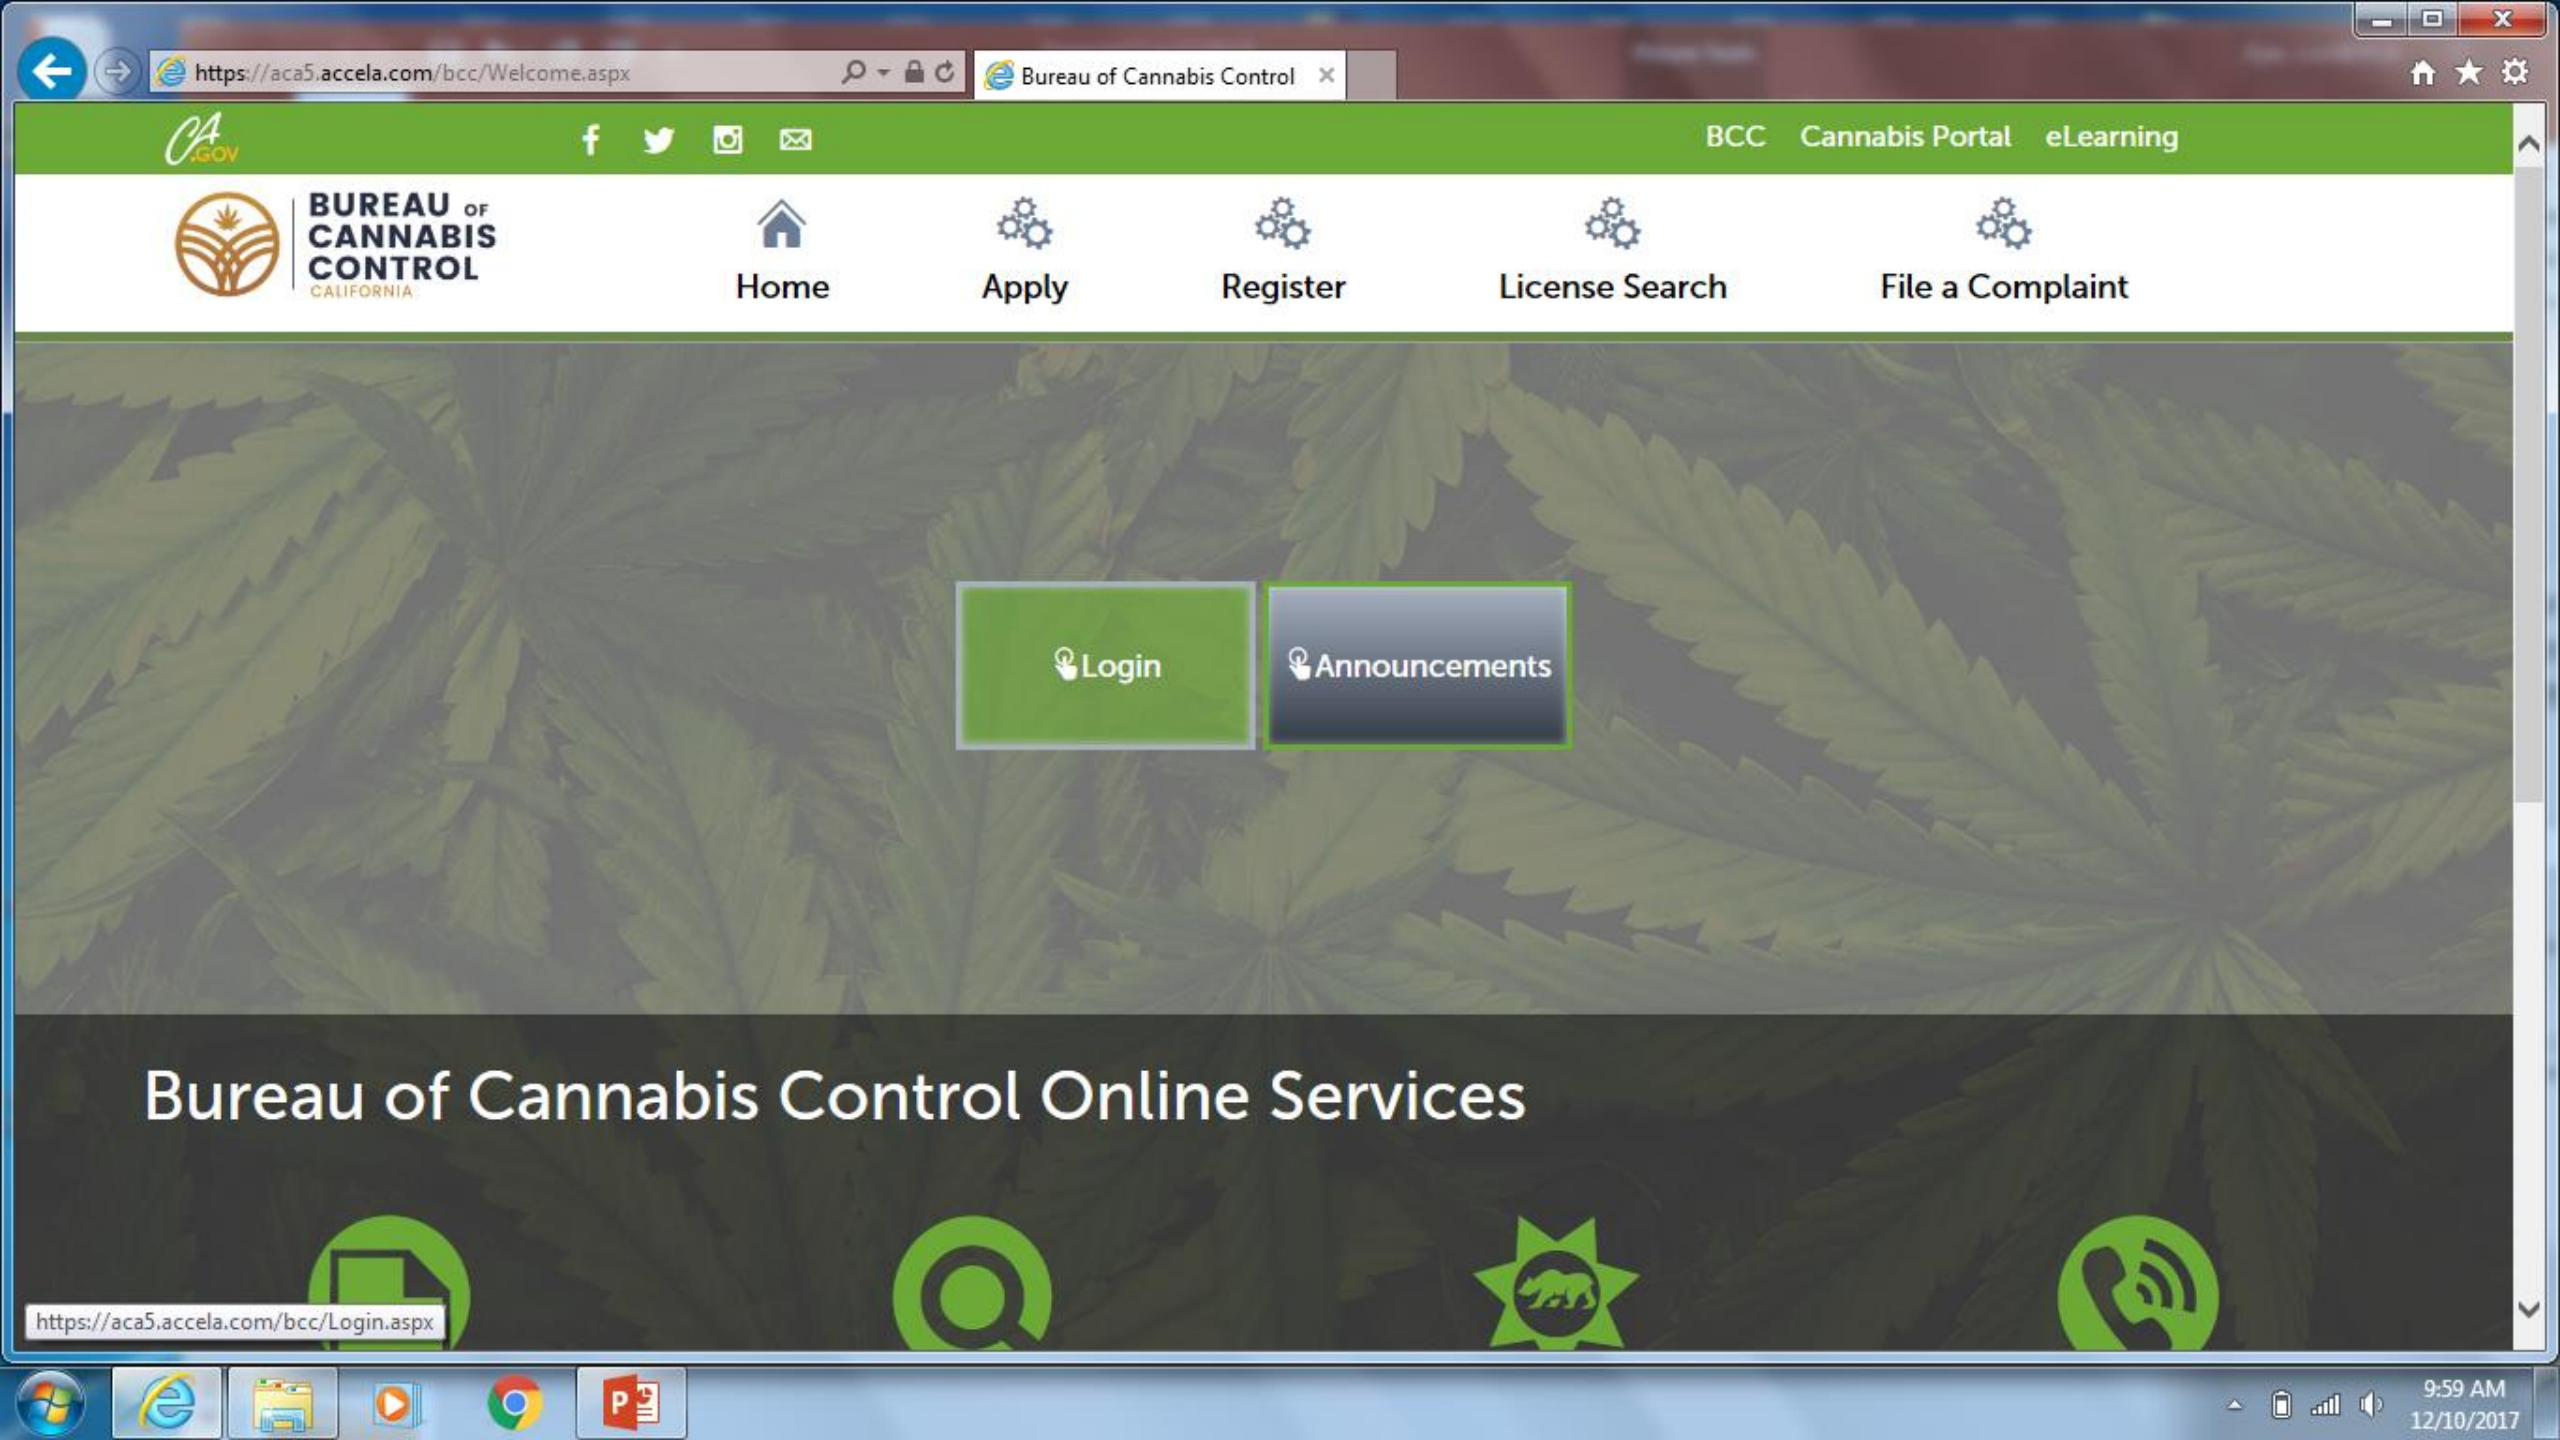 https://aca5.accela.com/bcc/Welcome.aspx
Bureau of Cannabis Control
CA
.GOV
BCC Cannabis Portal eLearning
BUREAU OF
CANNABIS
CONTROL
CALIFORNIA
Home Apply Register License Search File a Complaint
Login Announcements
Bureau of Cannabis Control Online Services
https://aca5.accela.com/bcc/Login.aspx
9:59 AM
12/10/2017